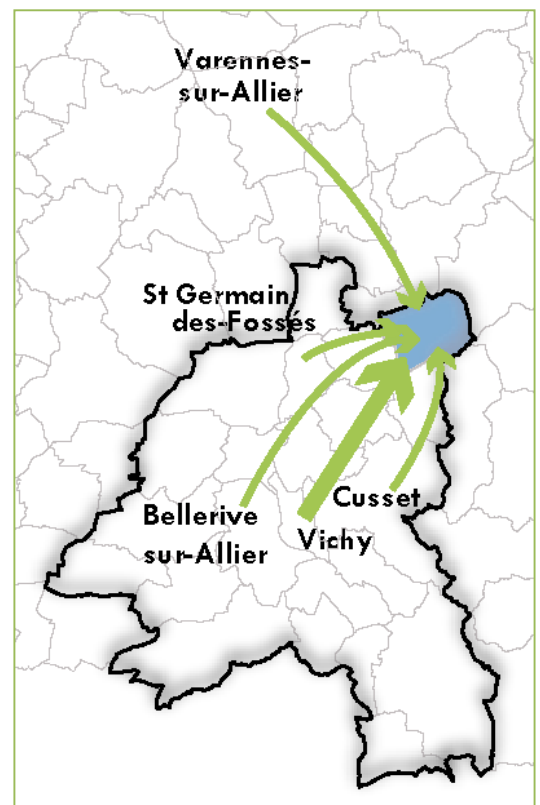 Varennes-
sur-Allier
St Germain
des-Fossés
Bellerive
sur-Allier
Vichy
Cusset